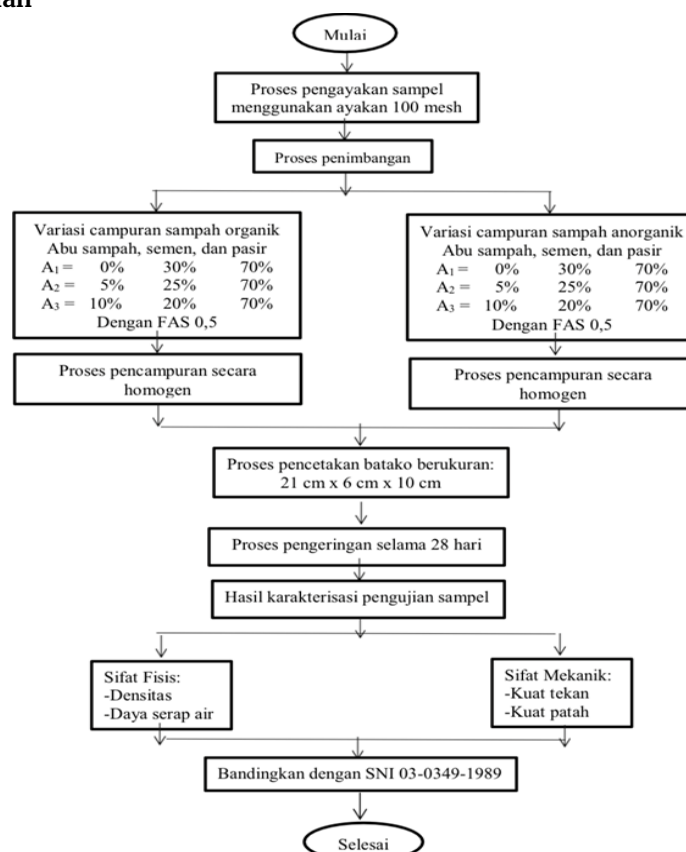 Mulai
Proses pengayakan sampel
menggunakan ayakan 100 mesh
Proses penimbangan
Variasi campuran sampah organik
Abu sampah, semen, dan pasir
A1 = 0% 30% 70%
A2 = 5% 25% 70%
A3 = 10% 20% 70%
Dengan FAS 0,5
Variasi campuran sampah anorganik
Abu sampah, semen, dan pasir
A1 = 0% 30% 70%
A2 = 5% 25% 70%
A3 = 10% 20% 70%
Dengan FAS 0,5
Proses pencampuran secara
homogen
Proses pencampuran secara
homogen
Proses pencetakan batako berukuran:
21 cm x 6 cm x 10 cm
Proses pengeringan selama 28 hari
Hasil karakterisasi pengujian sampel
Sifat Fisis:
-Densitas
-Daya serap air
Sifat Mekanik:
-Kuat tekan
-Kuat patah
Bandingkan dengan SNI 03-0349-1989
Selesai